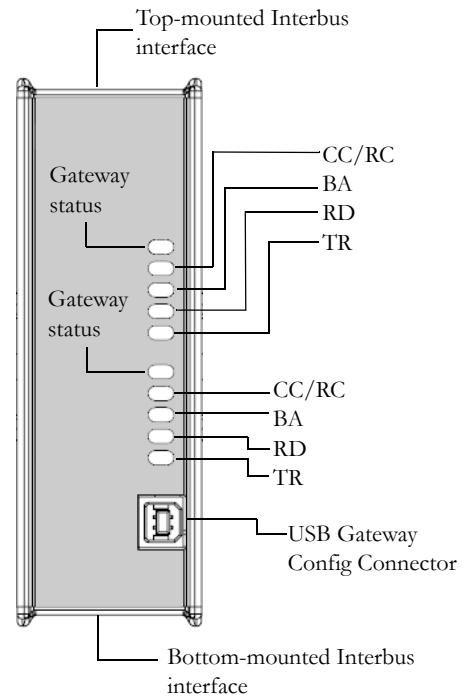 Top-mounted Interbus
interface
CC/RC
BA
RD
TR
Gateway
status
Gateway
status
CC/RC
BA
RD
TR
USB Gateway
Config Connector
Bottom-mounted Interbus
interface